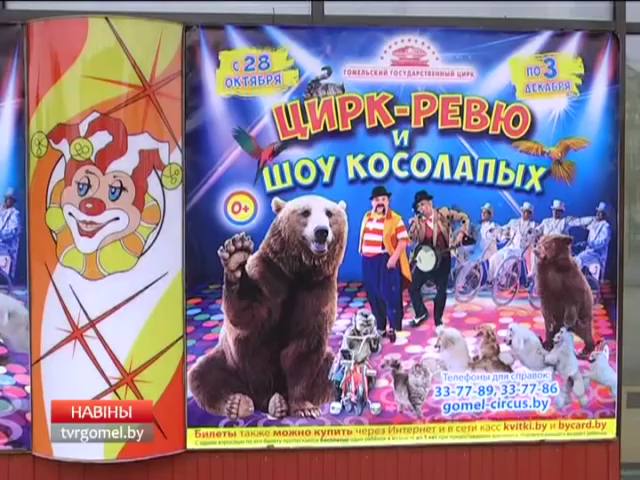 ГОМЕЛЬСКИЙ ГОСУДАРСТВЕННЫЙ ЦИРК
с 28
ОКТЯБРЯ
по 3
ДЕКАБРЯ
ЦИРК-РЕВЮ
и
ШОУ КОСОЛАПЫХ
0+
Телефоны для справок:
33-77-89, 33-77-86
gomel-circus.by
Билеты также можно купить через Интернет и в сети касс kvitki.by и bycard.by
НАВІНЫ
tvrgomel.by